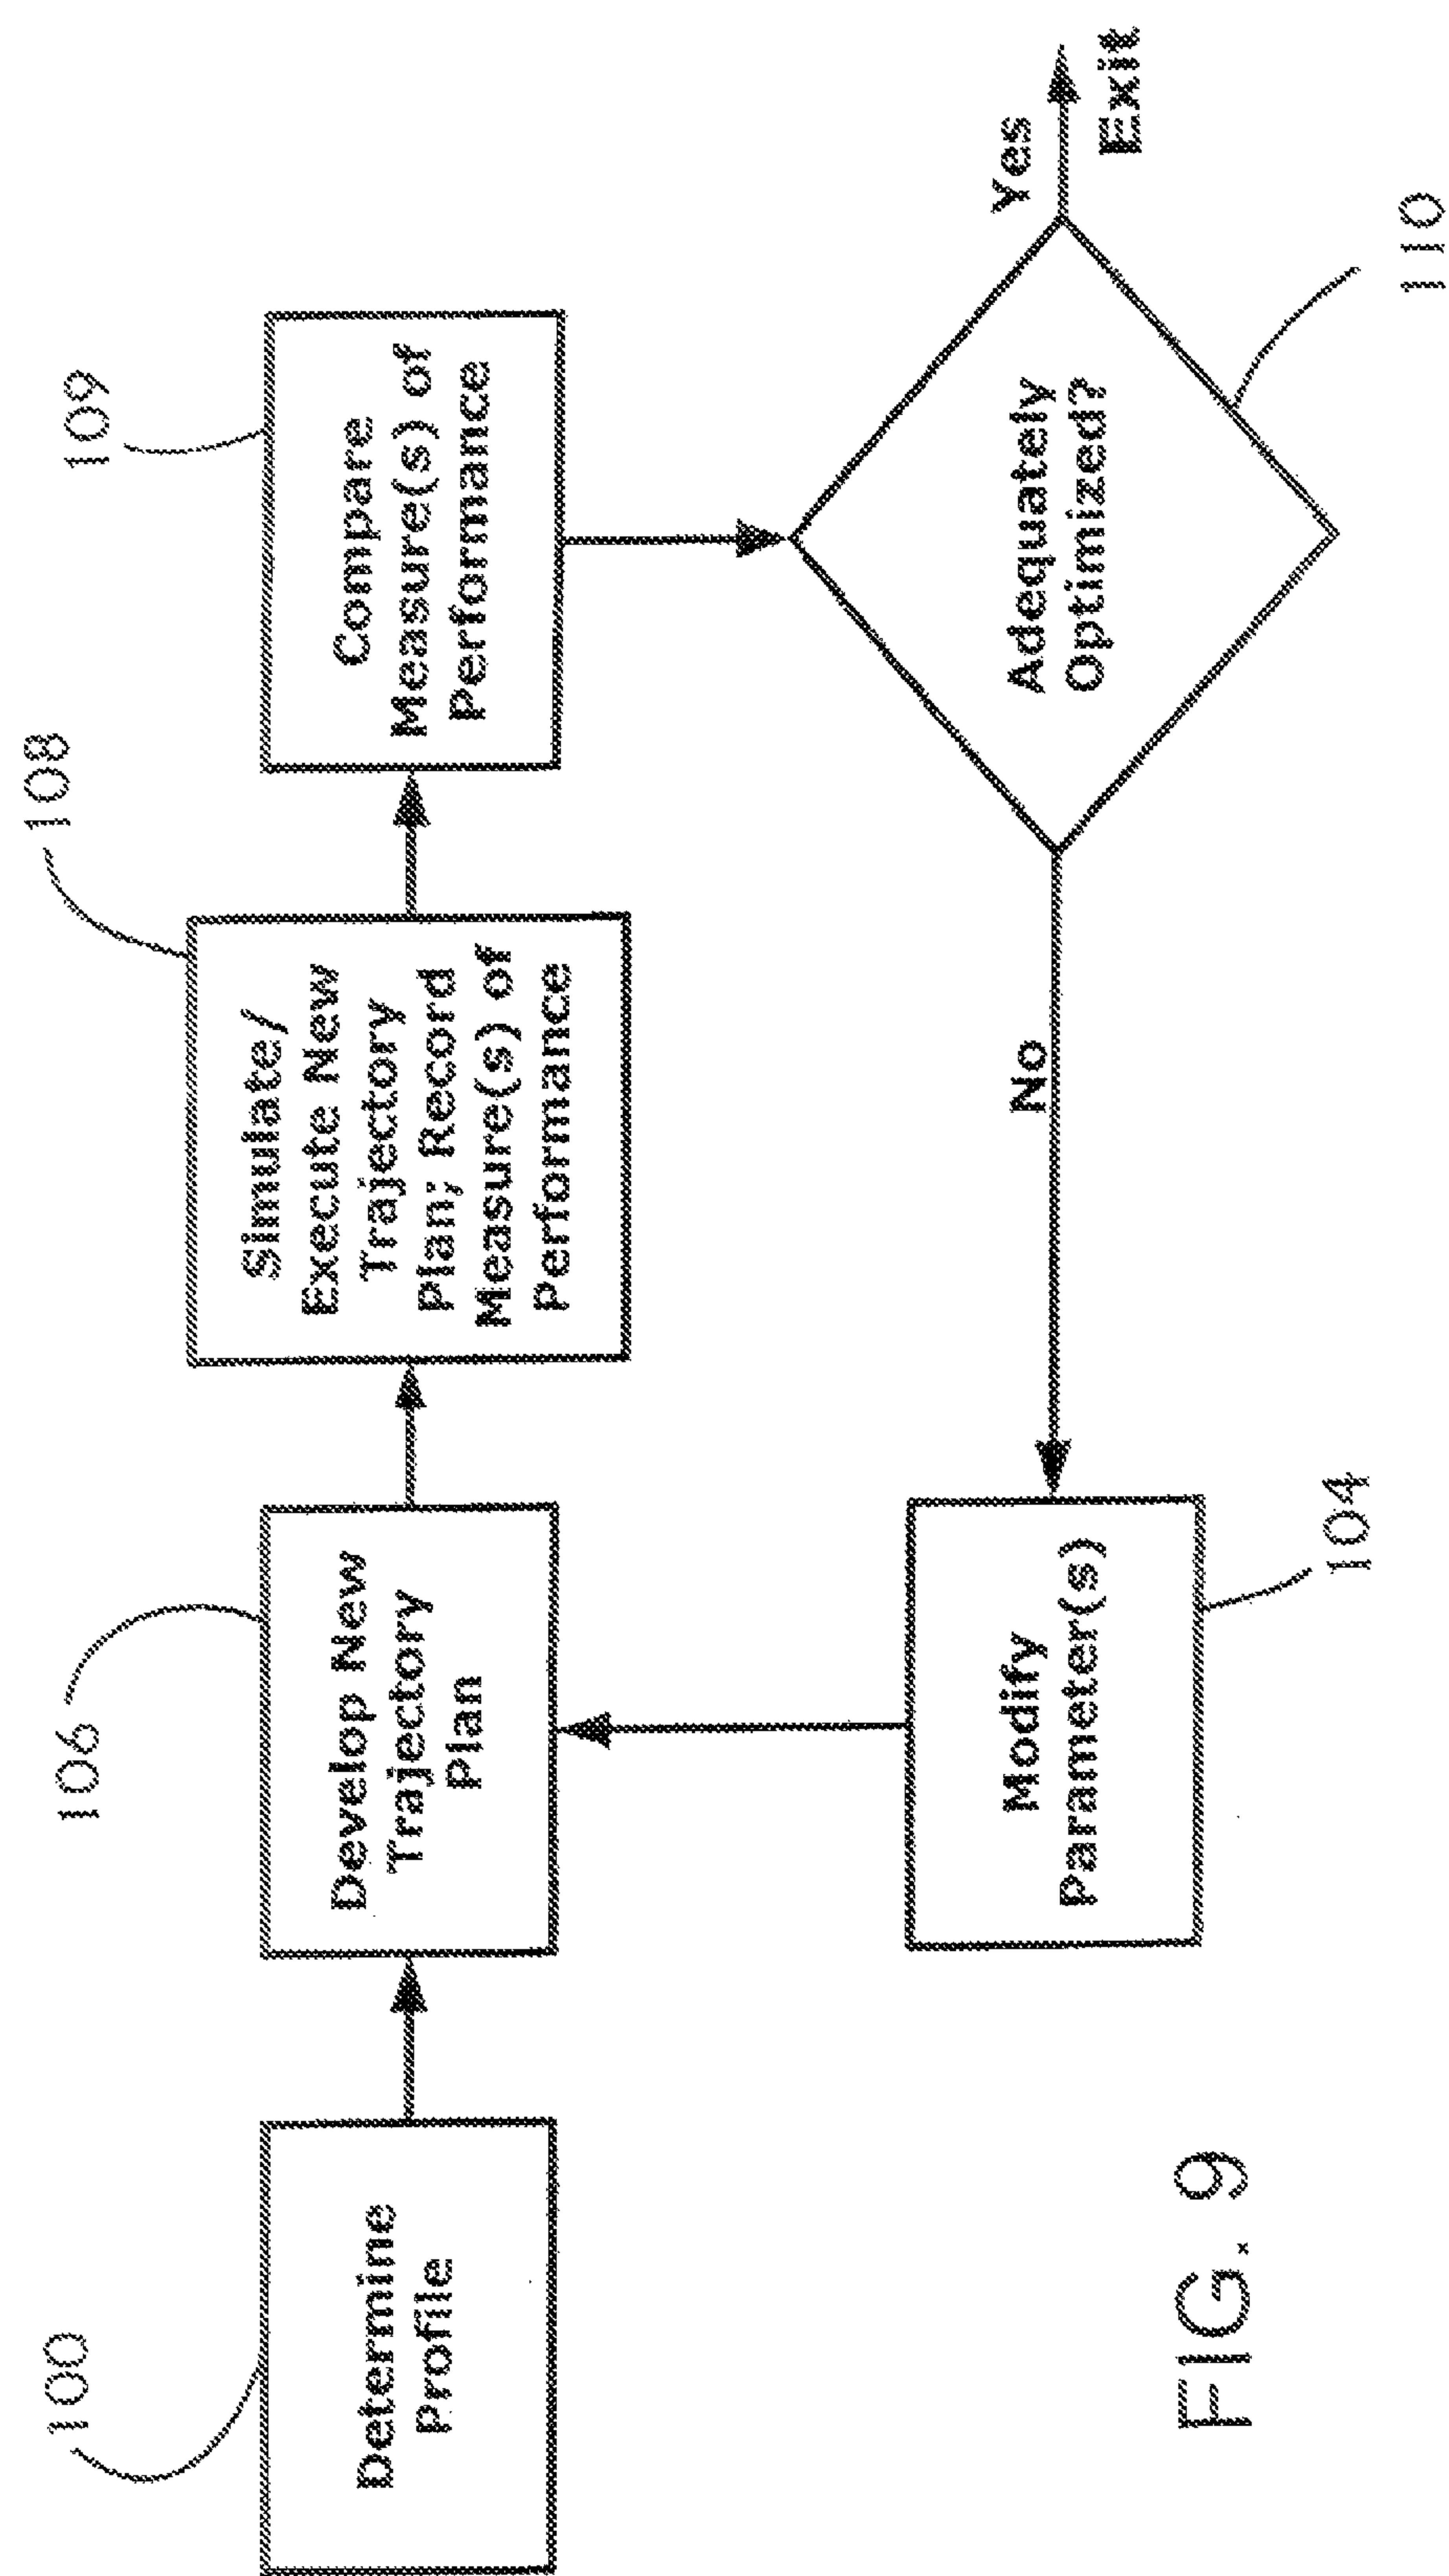 100
Determine
Profile
106
Develop New
Trajectory
Plan
108
Simulate/
Execute New
Trajectory
Plan; Record
Measure(s) of
Performance
109
Compare
Measure(s) of
Performance
Adequately
Optimized?
110
Yes
Exit
No
Modify
Parameter(s)
104
FIG. 9